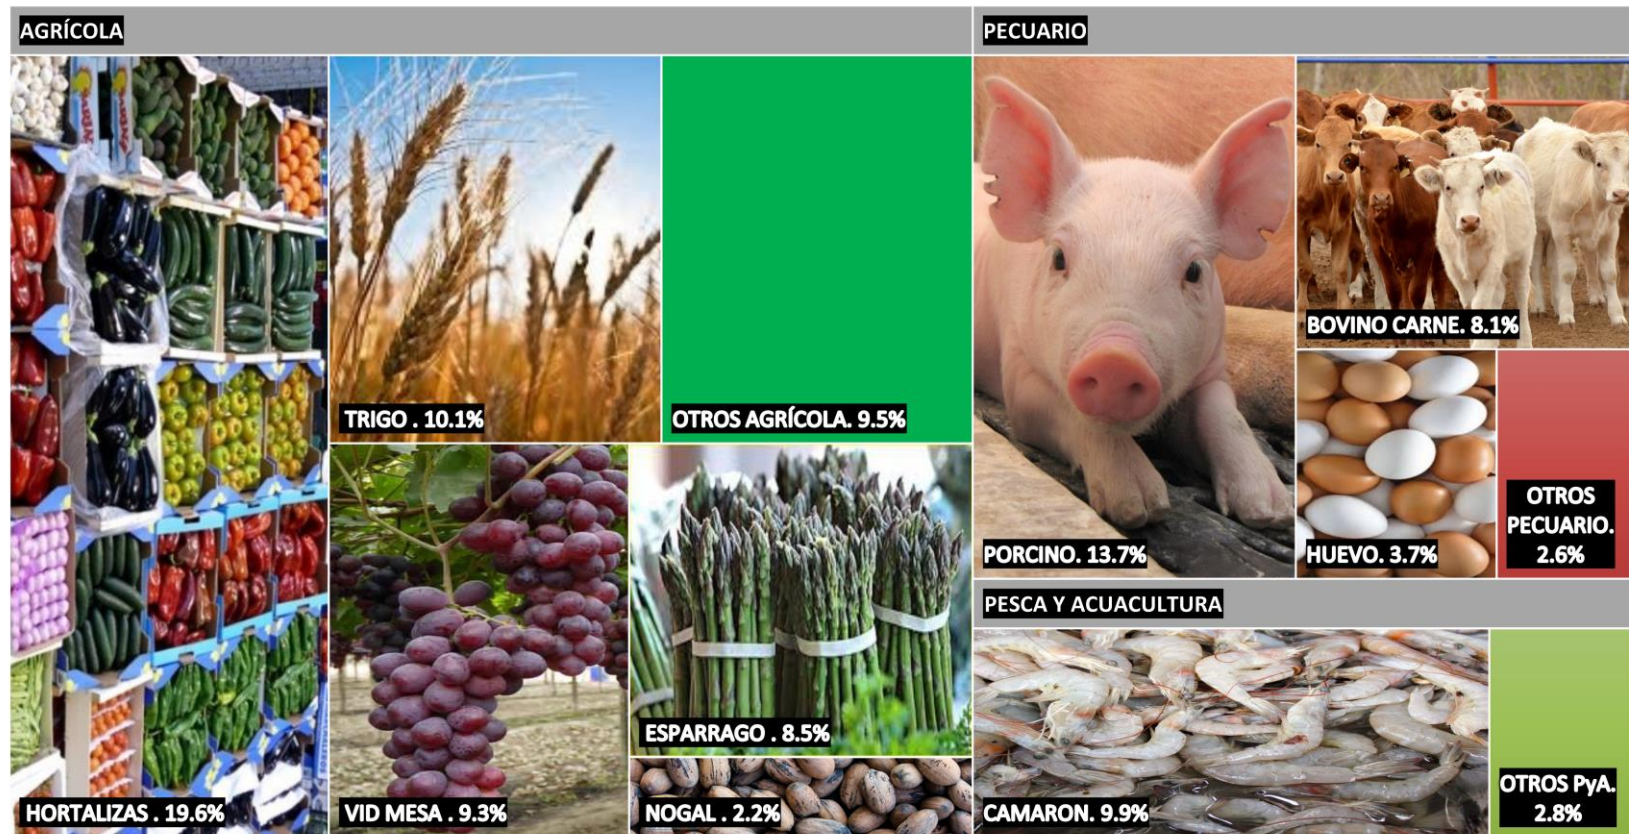 AGRÍCOLA
HORTALIZAS . 19.6%
TRIGO . 10.1%
OTROS AGRÍCOLA. 9.5%
VID MESA . 9.3%
ESPARRAGO . 8.5%
NOGAL . 2.2%
PECUARIO
PORCINO. 13.7%
BOVINO CARNE. 8.1%
HUEVO. 3.7%
OTROS
PECUARIO.
2.6%
PESCA Y ACUACULTURA
CAMARON. 9.9%
OTROS PyA.
2.8%